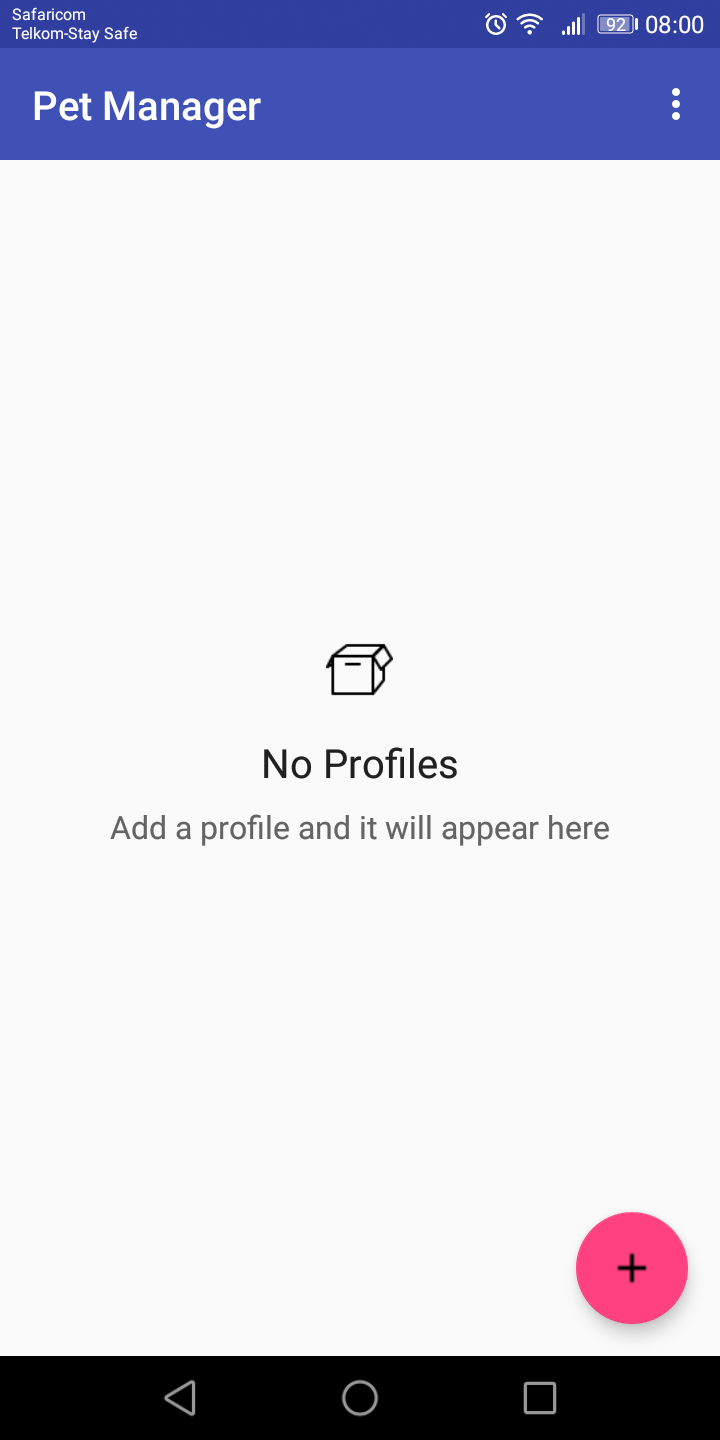 Safaricom
Telkom-Stay Safe
92
08:00
Pet Manager
No Profiles
Add a profile and it will appear here